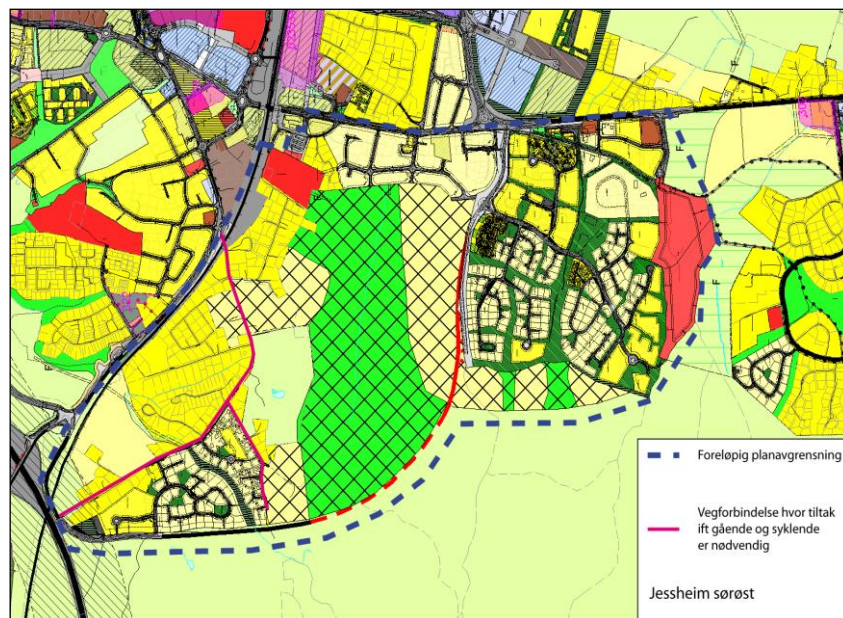 Foreløpig planavgrensning
Vegforbindelse hvor tiltak
ift gående og syklende
er nødvendig
Jessheim sørøst